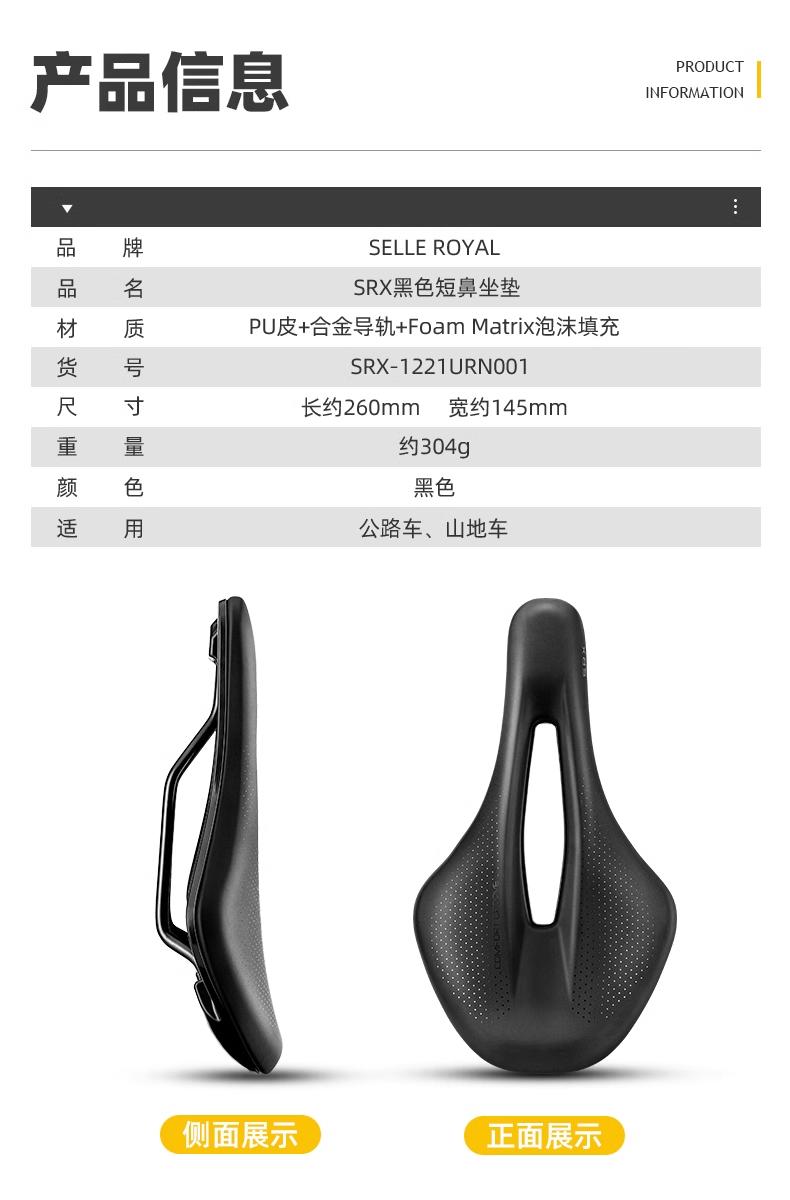 产品信息
PRODUCT
INFORMATION
品 牌 SELLE ROYAL
品 名 SRX黑色短鼻坐垫
材 质 PU皮+合金导轨+Foam Matrix泡沫填充
货 号 SRX-1221URN001
尺 寸 长约260mm 宽约145mm
重 量 约304g
颜 色 黑色
适 用 公路车、山地车
SRX
侧面展示
正面展示